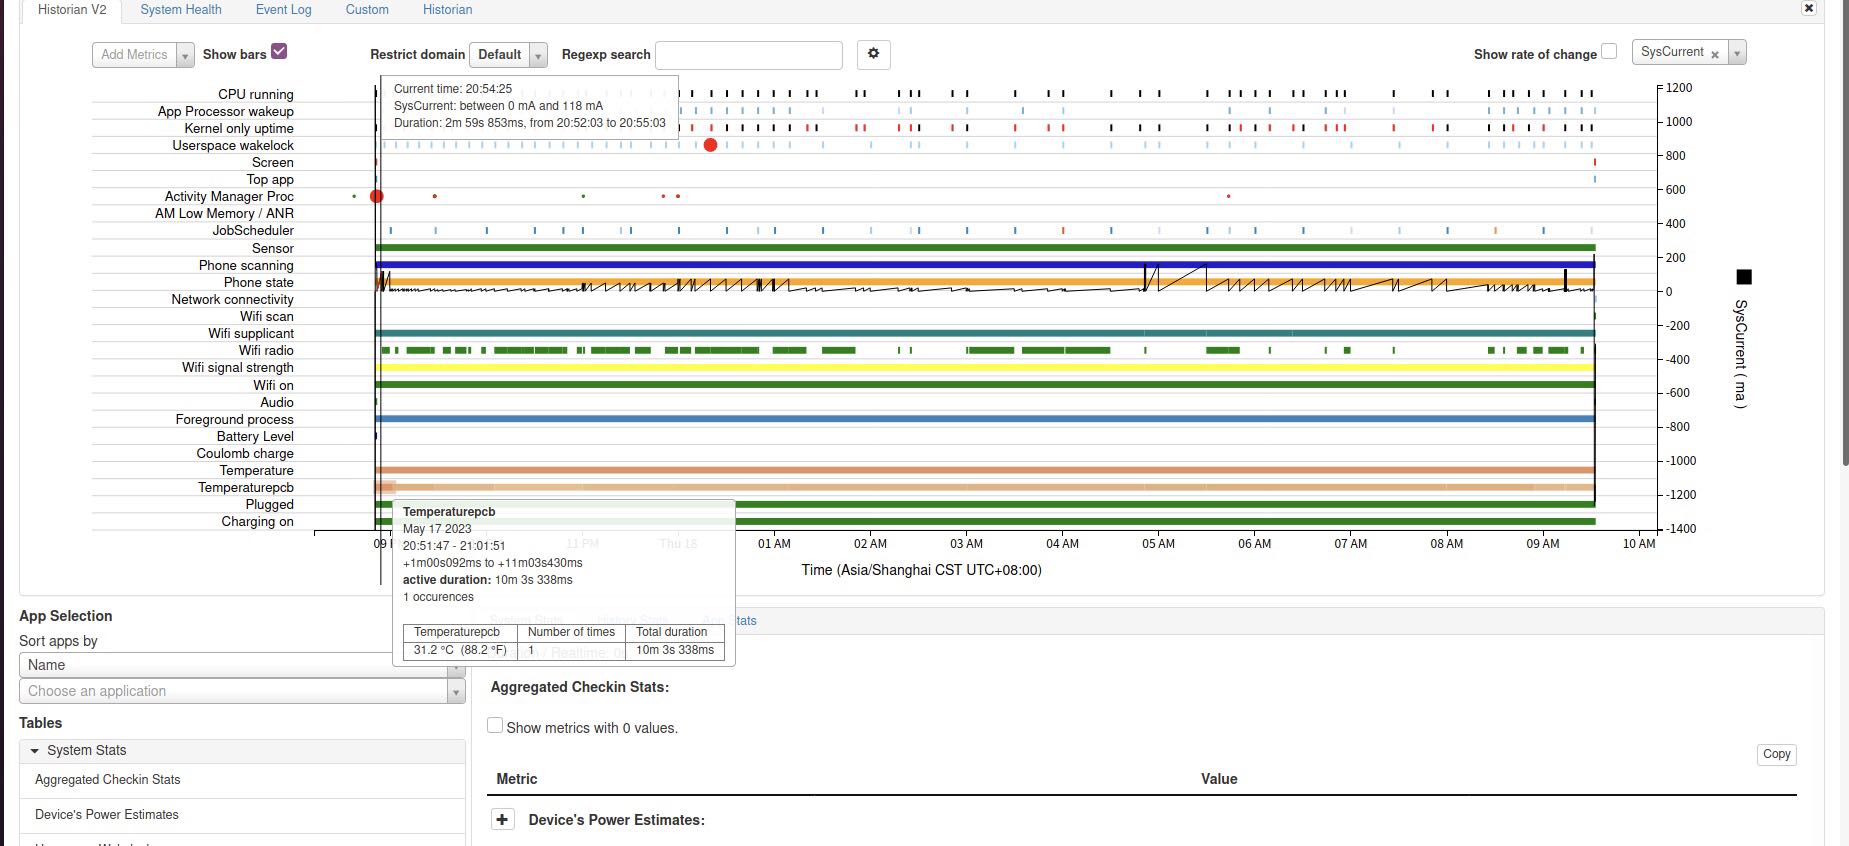 Historian V2
System Health
Event Log
Custom
Historian
Add Metrics
Show bars
Restrict domain
Default
Regexp search
Show rate of change
SysCurrent
Current time: 20:54:25
SysCurrent: between 0 mA and 118 mA
Duration: 2m 59s 853ms, from 20:52:03 to 20:55:03
CPU running
App Processor wakeup
Kernel only uptime
Userspace wakelock
Screen
Top app
Activity Manager Proc
AM Low Memory / ANR
JobScheduler
Sensor
Phone scanning
Phone state
Network connectivity
Wifi scan
Wifi supplicant
Wifi radio
Wifi signal strength
Wifi on
Audio
Foreground process
Battery Level
Coulomb charge
Temperature
Temperaturepcb
Plugged
Charging on
1200
1000
800
600
400
200
0
-200
-400
-600
-800
-1000
-1200
-1400
SysCurrent ( ma )
09
11 PM
Thu 18
01 AM
02 AM
03 AM
04 AM
05 AM
06 AM
07 AM
08 AM
09 AM
10 AM
Time (Asia/Shanghai CST UTC+08:00)
Temperaturepcb
May 17 2023
20:51:47 - 21:01:51
+1m00s092ms to +11m03s430ms
active duration: 10m 3s 338ms
1 occurences
Temperaturepcb Number of times Total duration
31.2 °C (88.2 °F) 1 10m 3s 338ms
App Selection
Sort apps by
Name
Choose an application
Tables
System Stats
Aggregated Checkin Stats
Device's Power Estimates
System Stats
History Stats
App Stats
/ Realtime:
Aggregated Checkin Stats:
Show metrics with 0 values.
Copy
Metric Value
Device's Power Estimates: